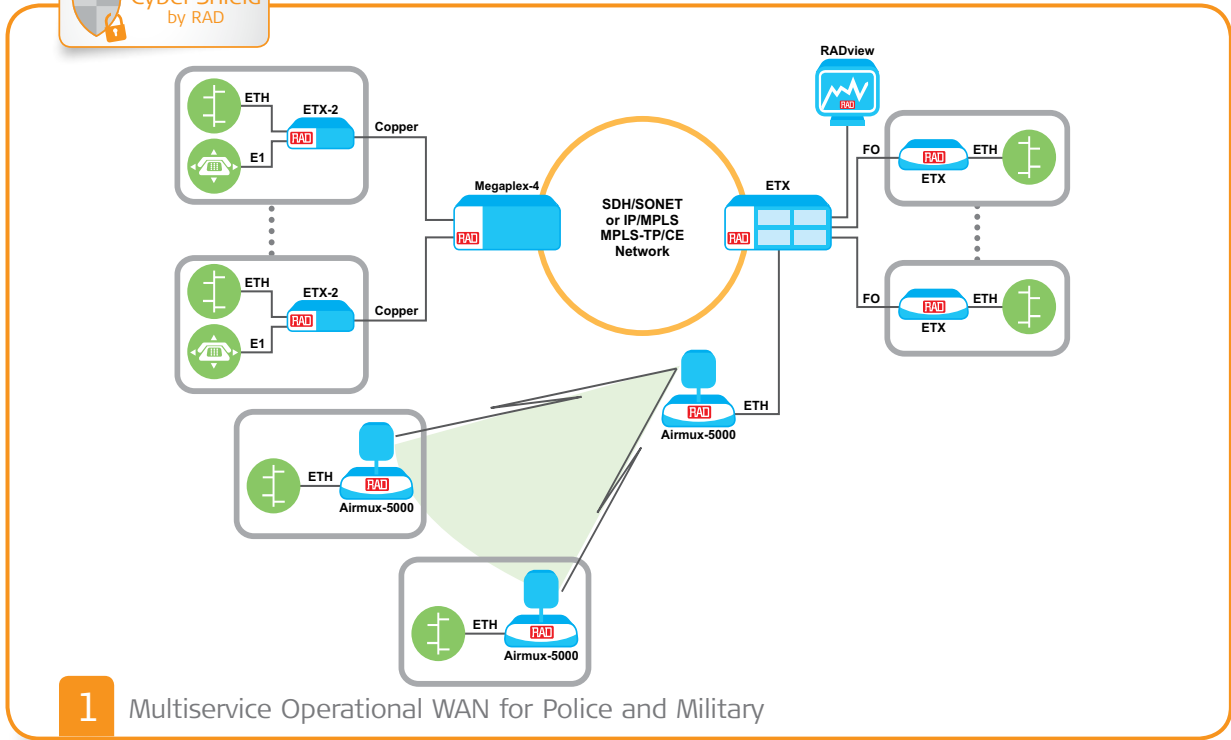 Cyber Shield
by RAD
RADview
RAD
ETH
ETX-2
RAD
E1
Copper
Megaplex-4
RAD
SDH/SONET
or IP/MPLS
MPLS-TP/CE
Network
ETX
RAD
FO
RAD
ETX
ETH
ETH
ETX-2
RAD
E1
Copper
FO
RAD
ETX
ETH
RAD
Airmux-5000
ETH
ETH
RAD
Airmux-5000
ETH
RAD
Airmux-5000
1 Multiservice Operational WAN for Police and Military